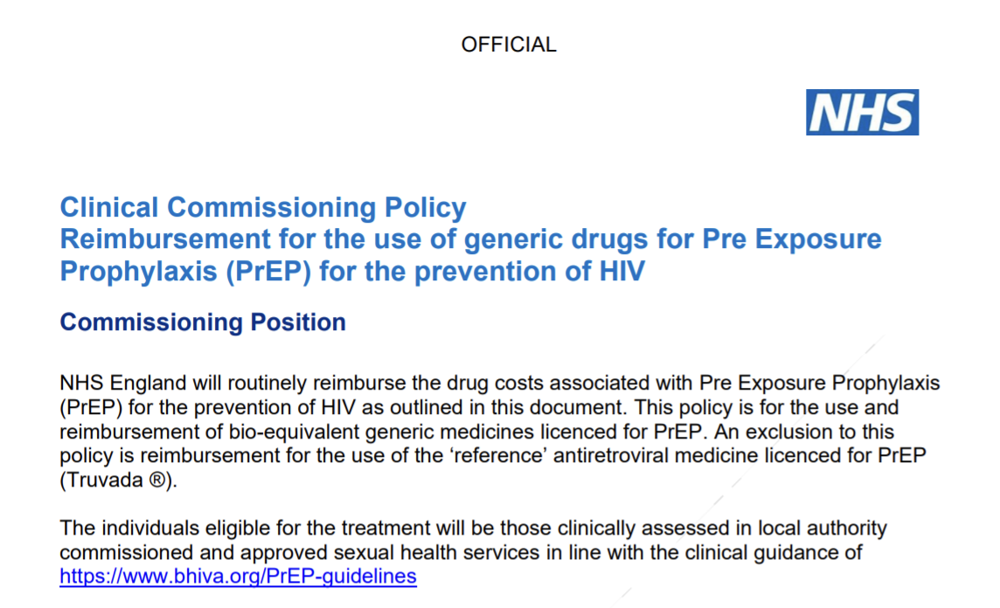 OFFICIAL
NHS
Clinical Commissioning Policy
Reimbursement for the use of generic drugs for Pre Exposure
Prophylaxis (PrEP) for the prevention of HIV
Commissioning Position
NHS England will routinely reimburse the drug costs associated with Pre Exposure Prophylaxis
(PrEP) for the prevention of HIV as outlined in this document. This policy is for the use and
reimbursement of bio-equivalent generic medicines licenced for PrEP. An exclusion to this
policy is reimbursement for the use of the ‘reference’ antiretroviral medicine licenced for PrEP
(Truvada ®).
The individuals eligible for the treatment will be those clinically assessed in local authority
commissioned and approved sexual health services in line with the clinical guidance of
https://www.bhiva.org/PrEP-guidelines